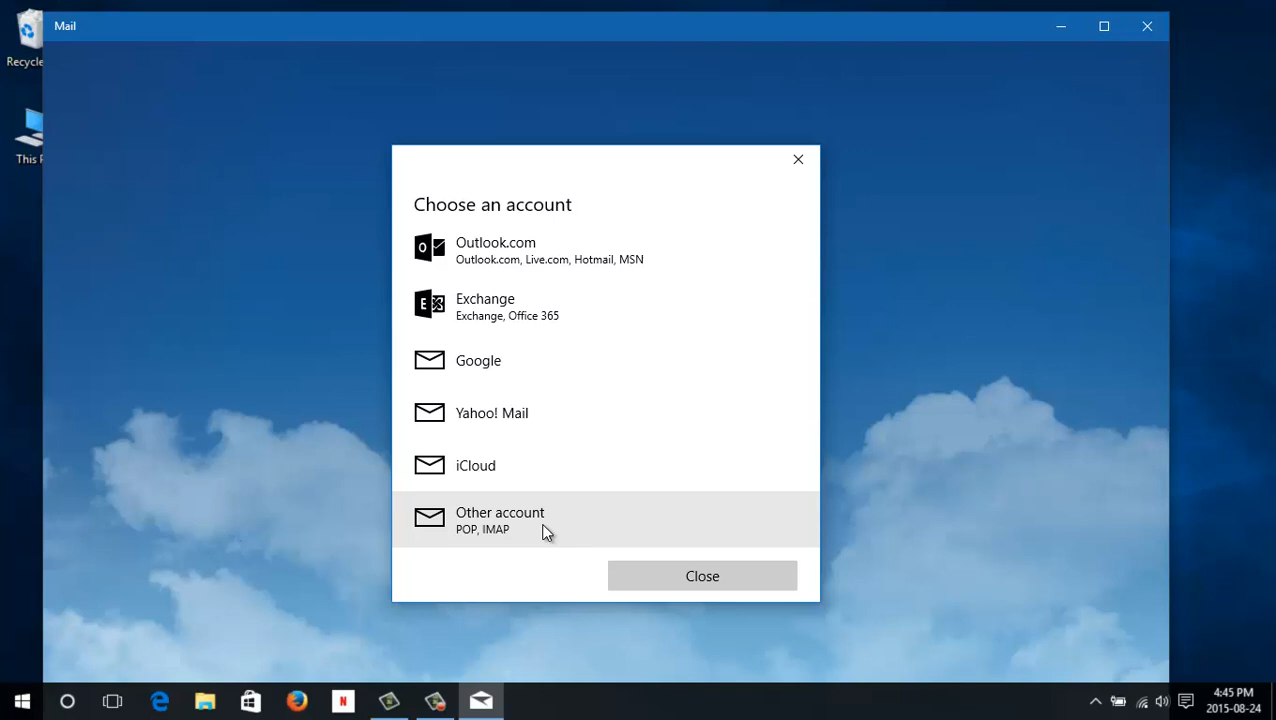 Mail
Recycle
This P
Choose an account
Outlook.com
Outlook.com, Live.com, Hotmail, MSN
Exchange
Exchange, Office 365
Google
Yahoo! Mail
iCloud
Other account
POP, IMAP
Close
4:45 PM
2015-08-24